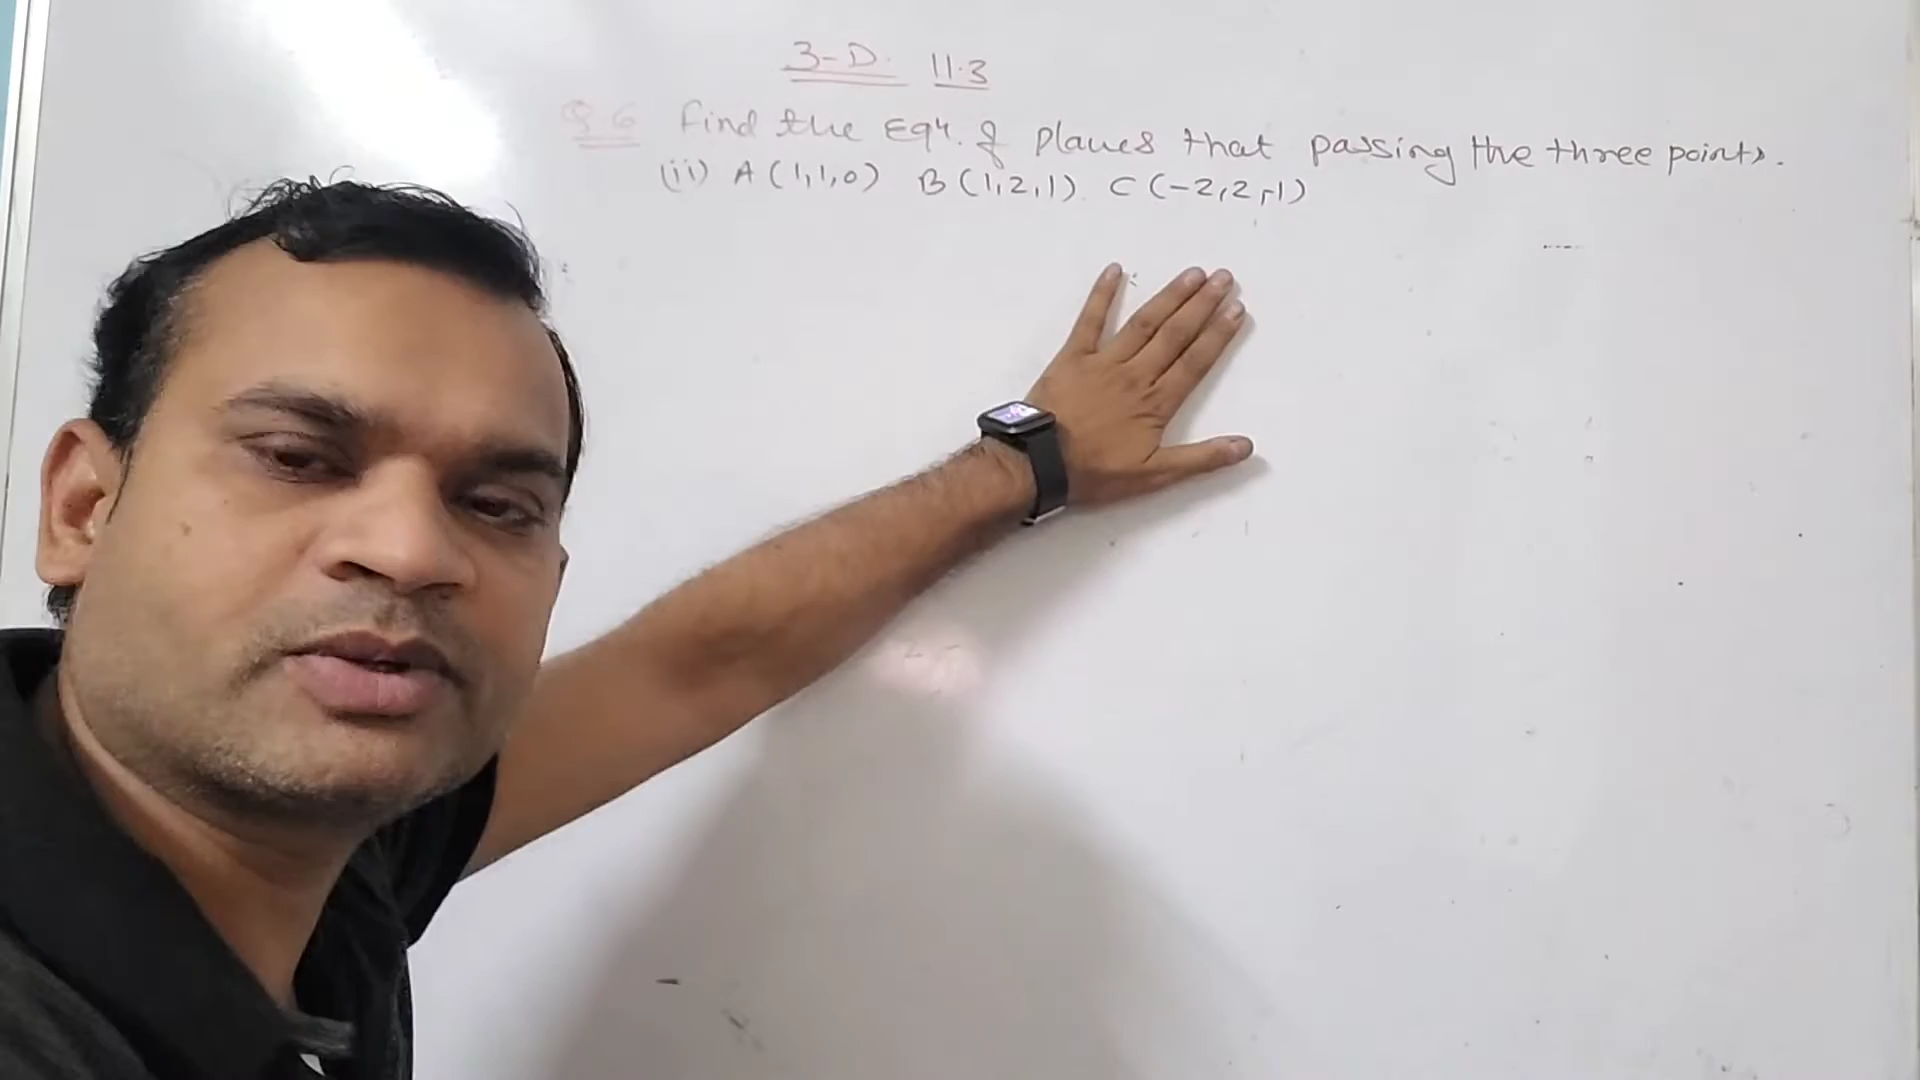 3-D. 11.3
Q.6 Find the Eqn. of planes that passing the three points.
(ii) A(1,1,0) B(1,2,1) C(-2,2,-1)